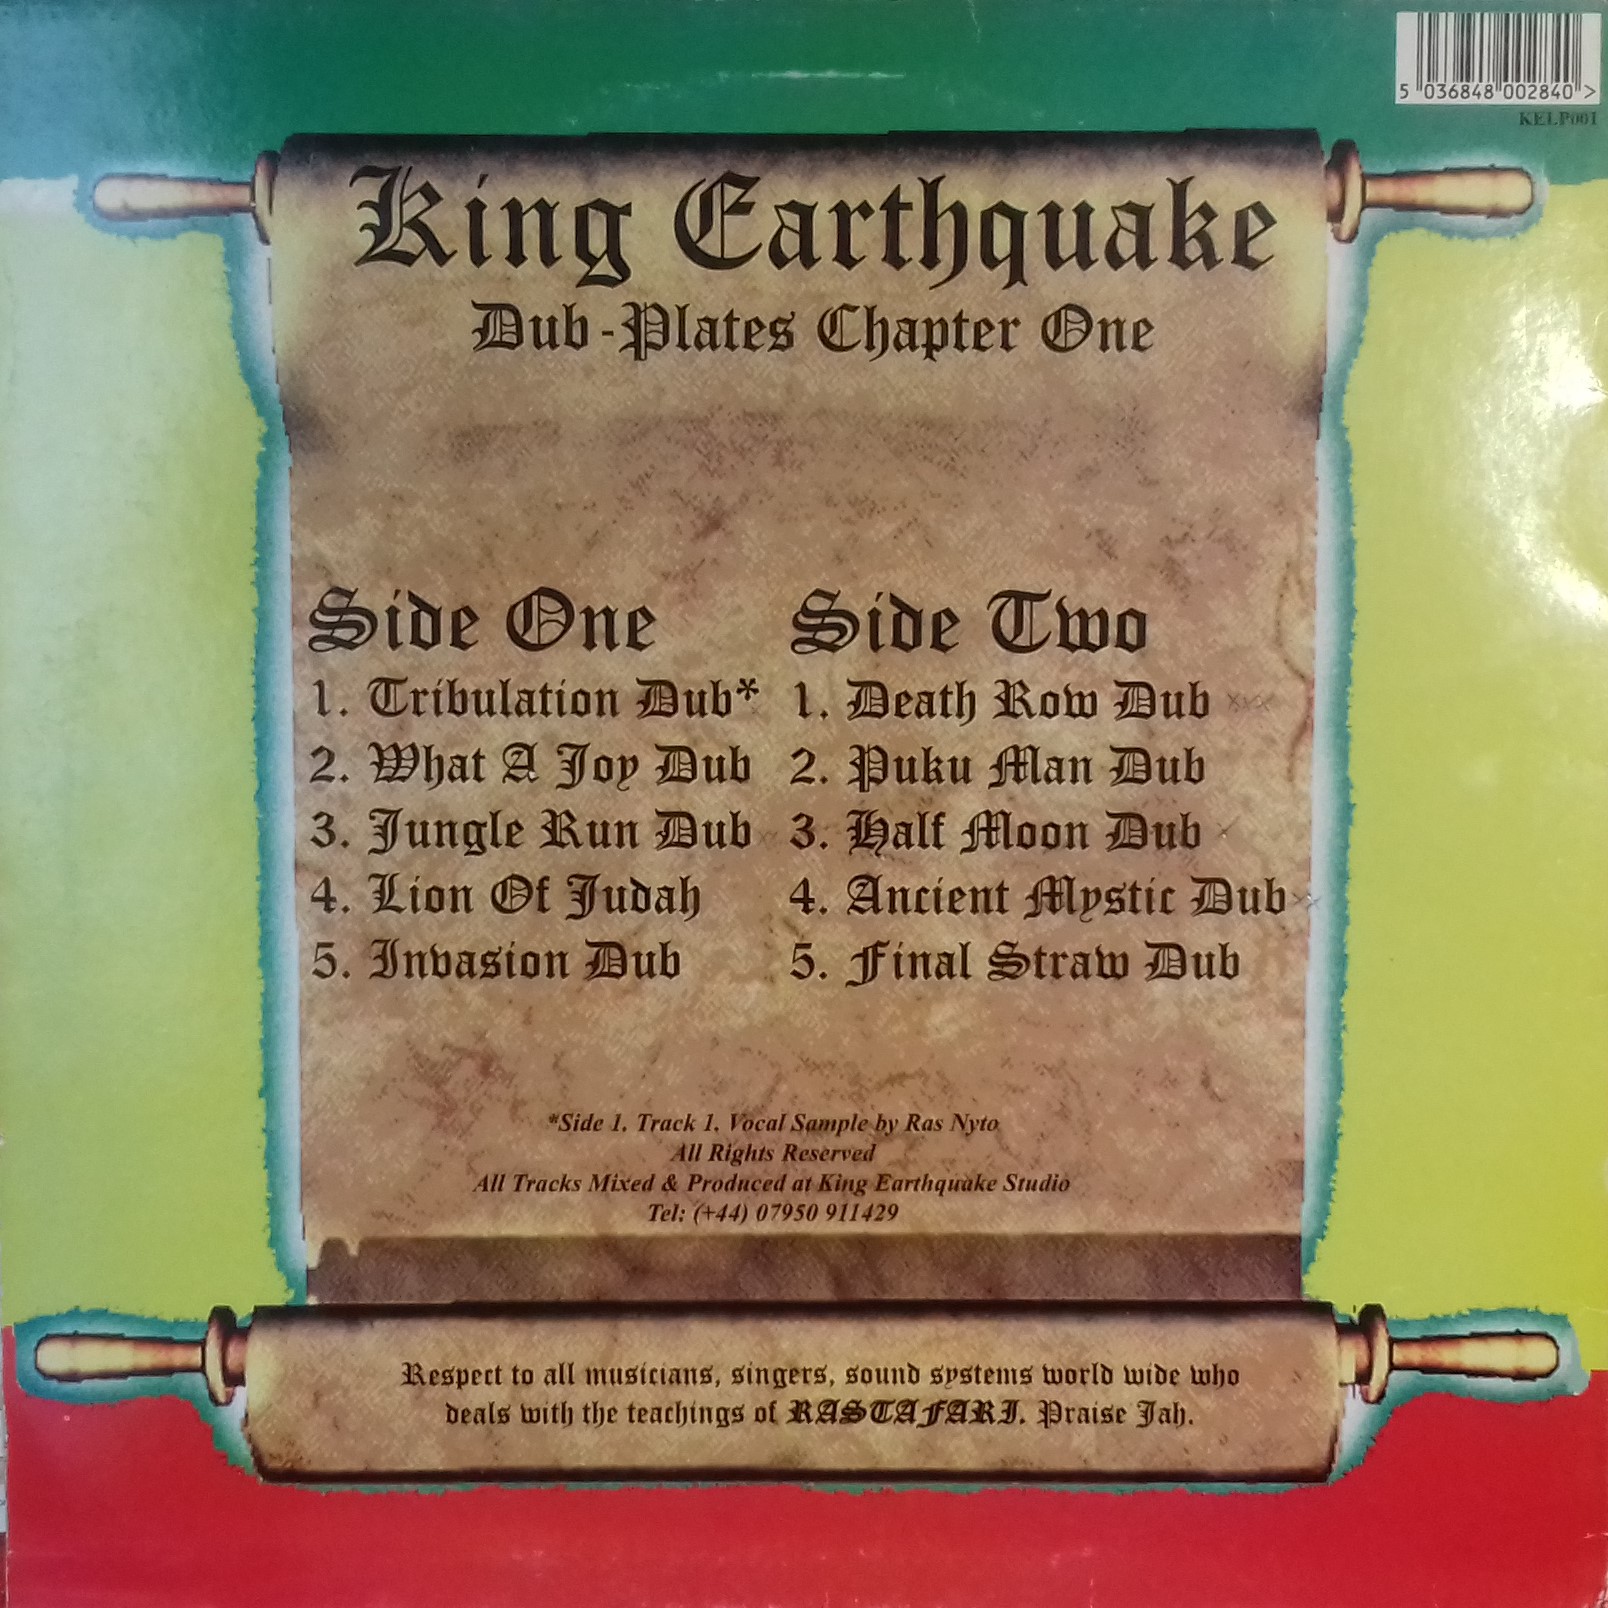 5 036848 002840 >
KELP001
King Earthquake
Dub-Plates Chapter One
Side One
1. Tribulation Dub*
2. What A Joy Dub
3. Jungle Run Dub
4. Lion Of Judah
5. Invasion Dub
Side Two
1. Death Row Dub xxx
2. Puku Man Dub
3. Half Moon Dub x
4. Ancient Mystic Dub
5. Final Straw Dub
*Side 1. Track 1. Vocal Sample by Ras Nyto
All Rights Reserved
All Tracks Mixed & Produced at King Earthquake Studio
Tel: (+44) 07950 911429
Respect to all musicians, singers, sound systems world wide who
deals with the teachings of RASTAFARI. Praise Jah.